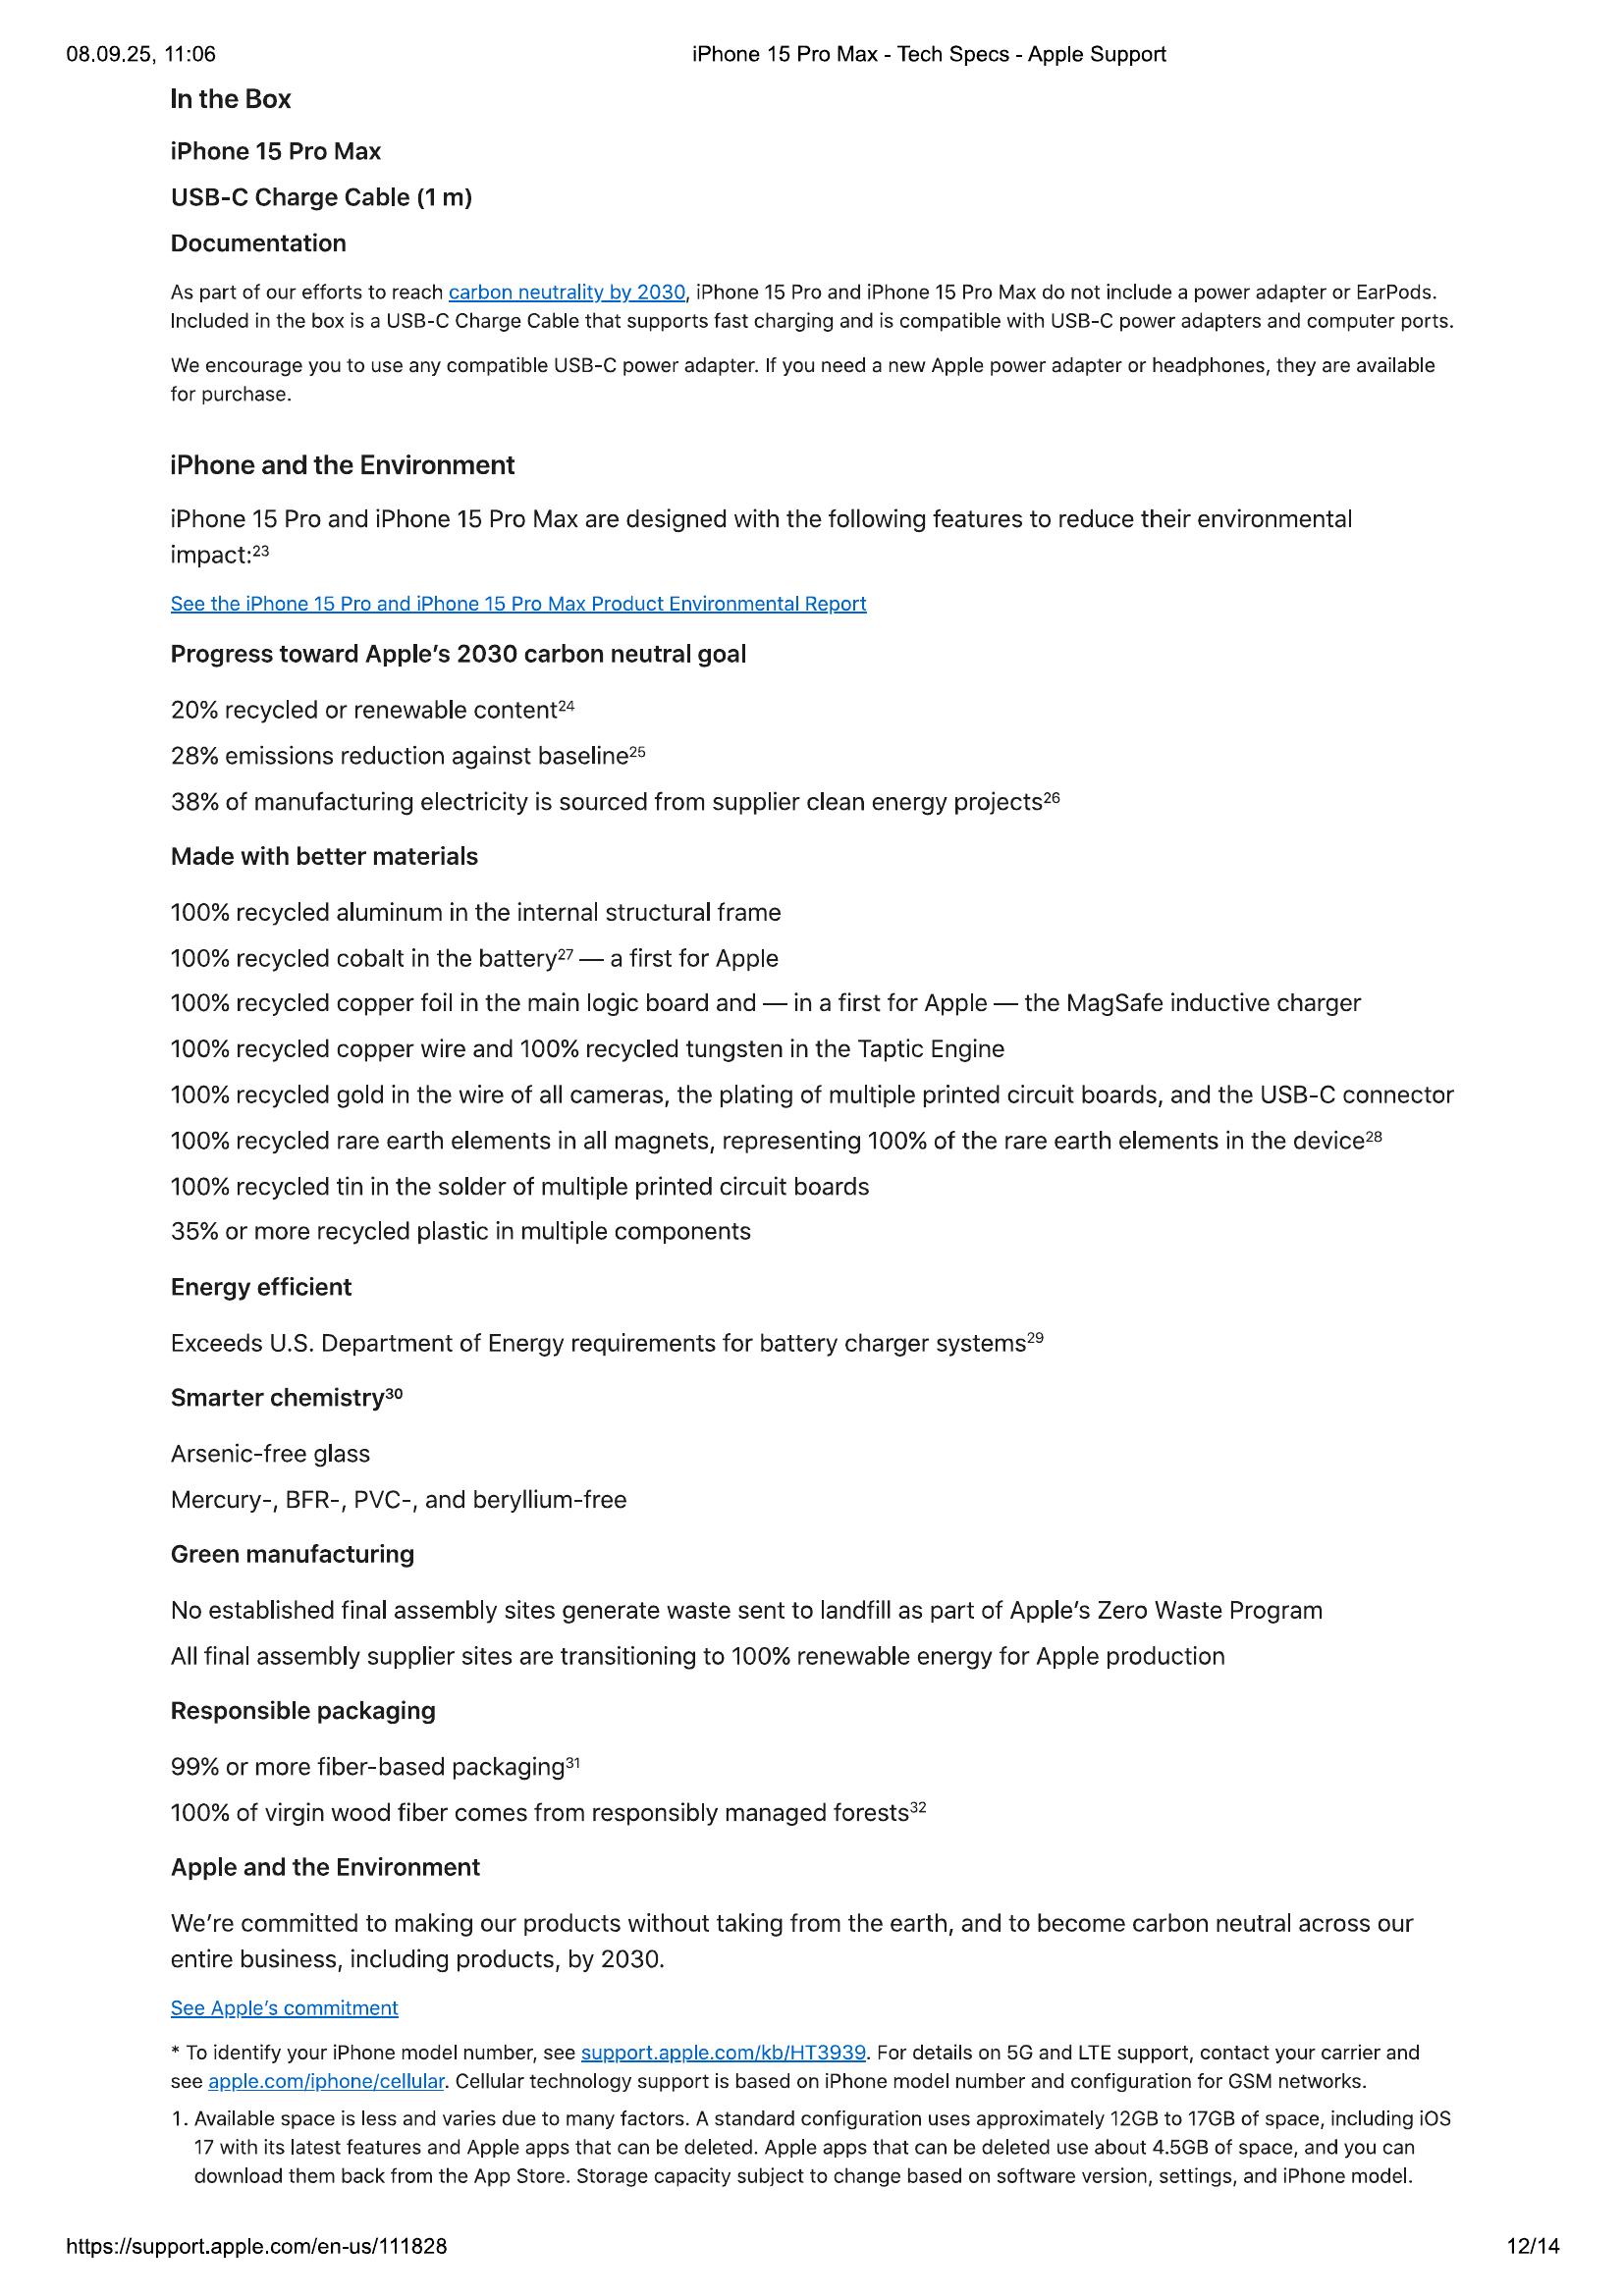 08.09.25, 11:06
iPhone 15 Pro Max - Tech Specs - Apple Support
In the Box
iPhone 15 Pro Max
USB-C Charge Cable (1 m)
Documentation
As part of our efforts to reach carbon neutrality by 2030, iPhone 15 Pro and iPhone 15 Pro Max do not include a power adapter or EarPods.
Included in the box is a USB-C Charge Cable that supports fast charging and is compatible with USB-C power adapters and computer ports.
We encourage you to use any compatible USB-C power adapter. If you need a new Apple power adapter or headphones, they are available
for purchase.
iPhone and the Environment
iPhone 15 Pro and iPhone 15 Pro Max are designed with the following features to reduce their environmental
impact:²³
See the iPhone 15 Pro and iPhone 15 Pro Max Product Environmental Report
Progress toward Apple’s 2030 carbon neutral goal
20% recycled or renewable content²⁴
28% emissions reduction against baseline²⁵
38% of manufacturing electricity is sourced from supplier clean energy projects²⁶
Made with better materials
100% recycled aluminum in the internal structural frame
100% recycled cobalt in the battery²⁷ — a first for Apple
100% recycled copper foil in the main logic board and — in a first for Apple — the MagSafe inductive charger
100% recycled copper wire and 100% recycled tungsten in the Taptic Engine
100% recycled gold in the wire of all cameras, the plating of multiple printed circuit boards, and the USB-C connector
100% recycled rare earth elements in all magnets, representing 100% of the rare earth elements in the device²⁸
100% recycled tin in the solder of multiple printed circuit boards
35% or more recycled plastic in multiple components
Energy efficient
Exceeds U.S. Department of Energy requirements for battery charger systems²⁹
Smarter chemistry³⁰
Arsenic-free glass
Mercury-, BFR-, PVC-, and beryllium-free
Green manufacturing
No established final assembly sites generate waste sent to landfill as part of Apple’s Zero Waste Program
All final assembly supplier sites are transitioning to 100% renewable energy for Apple production
Responsible packaging
99% or more fiber-based packaging³¹
100% of virgin wood fiber comes from responsibly managed forests³²
Apple and the Environment
We’re committed to making our products without taking from the earth, and to become carbon neutral across our
entire business, including products, by 2030.
See Apple’s commitment
* To identify your iPhone model number, see support.apple.com/kb/HT3939. For details on 5G and LTE support, contact your carrier and
see apple.com/iphone/cellular. Cellular technology support is based on iPhone model number and configuration for GSM networks.
1. Available space is less and varies due to many factors. A standard configuration uses approximately 12GB to 17GB of space, including iOS
17 with its latest features and Apple apps that can be deleted. Apple apps that can be deleted use about 4.5GB of space, and you can
download them back from the App Store. Storage capacity subject to change based on software version, settings, and iPhone model.
https://support.apple.com/en-us/111828
12/14